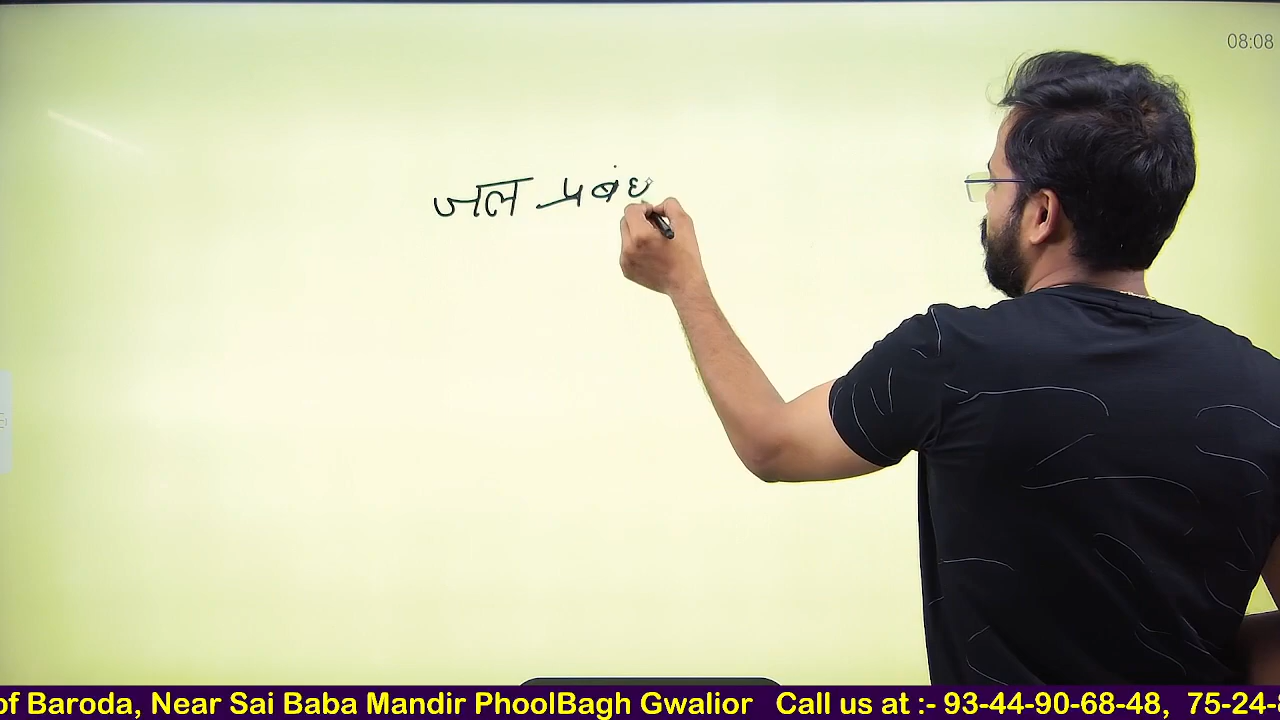 08:08
जल प्रबंध
of Baroda, Near Sai Baba Mandir PhoolBagh Gwalior Call us at :- 93-44-90-68-48, 75-24-